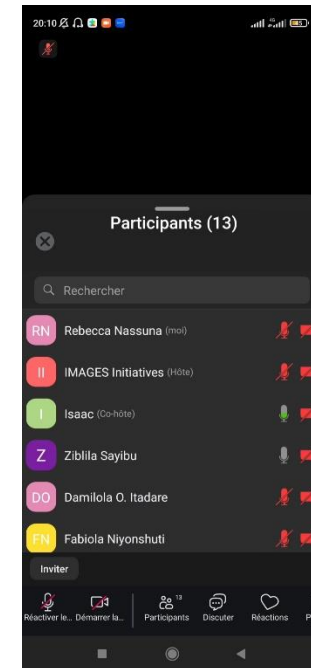 20:10
4G
Participants (13)
Rechercher
RN Rebecca Nassuna (moi)
II IMAGES Initiatives (Hôte)
I Isaac (Co-hôte)
Z Ziblila Sayibu
DO Damilola O. Itadare
FN Fabiola Niyonshuti
Inviter
13
Réactiver le... Démarrer la... Participants Discuter Réactions P